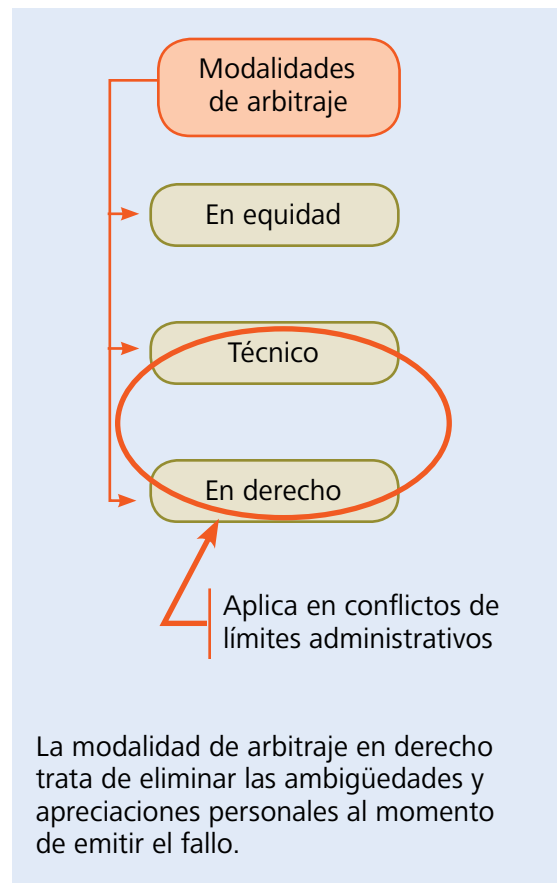 Modalidades
de arbitraje
En equidad
Técnico
En derecho
Aplica en conflictos de
límites administrativos
La modalidad de arbitraje en derecho
trata de eliminar las ambigüedades y
apreciaciones personales al momento
de emitir el fallo.